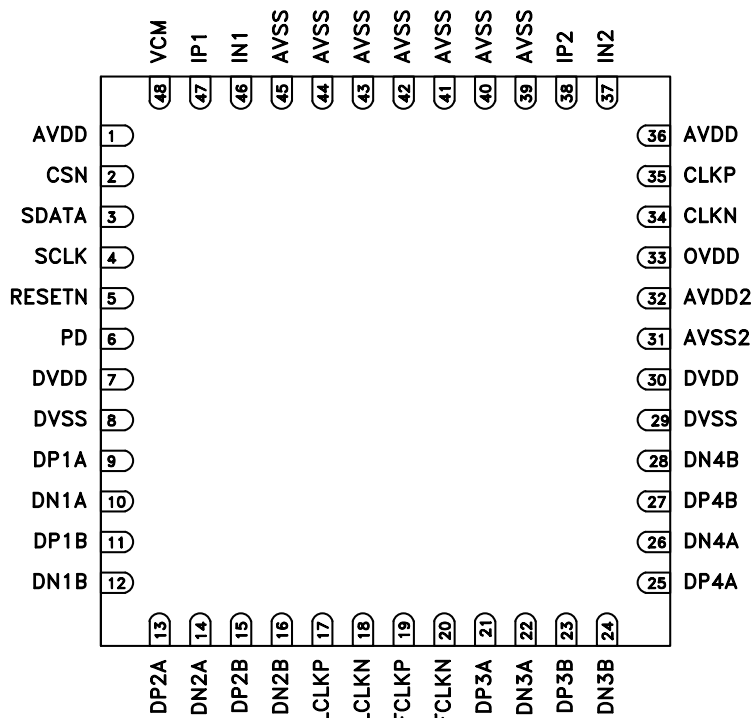 VCM
IP1
IN1
AVSS
AVSS
AVSS
AVSS
AVSS
AVSS
AVSS
IP2
IN2
48
47
46
45
44
43
42
41
40
39
38
37
AVDD 1
36 AVDD
CSN 2
35 CLKP
SDATA 3
34 CLKN
SCLK 4
33 OVDD
RESETN 5
32 AVDD2
PD 6
31 AVSS2
DVDD 7
30 DVDD
DVSS 8
29 DVSS
DP1A 9
28 DN4B
DN1A 10
27 DP4B
DP1B 11
26 DN4A
DN1B 12
25 DP4A
13
14
15
16
17
18
19
20
21
22
23
24
DP2A
DN2A
DP2B
DN2B
LCLKP
LCLKN
FCLKP
FCLKN
DP3A
DN3A
DP3B
DN3B